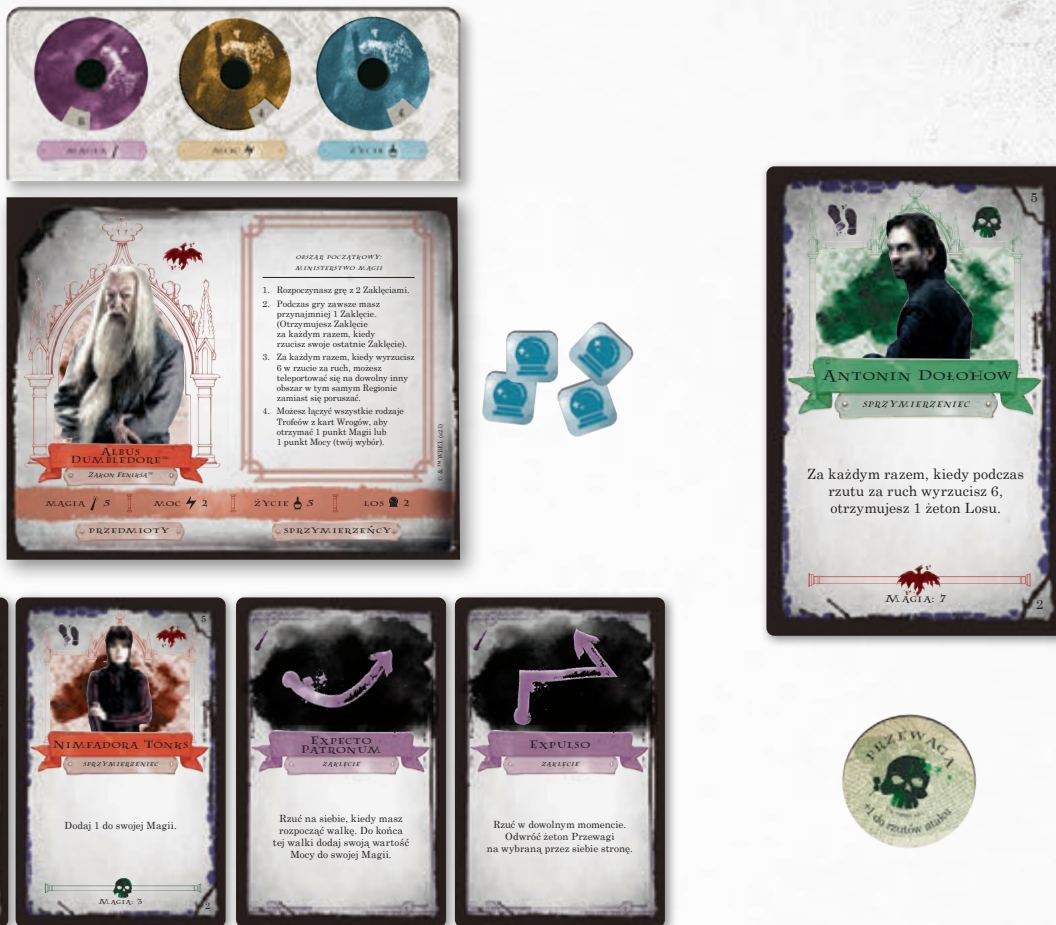 6
4
4
MAGIA
MOC
ŻYCIE
OBSZAR POCZĄTKOWY:
MINISTERSTWO MAGII
1. Rozpoczynasz grę z 2 Zaklęciami.
2. Podczas gry zawsze masz
przynajmniej 1 Zaklęcie.
(Otrzymujesz Zaklęcie
za każdym razem, kiedy
rzucisz swoje ostatnie Zaklęcie).
3. Za każdym razem, kiedy wyrzucisz
6 w rzucie za ruch, możesz
teleportować się na dowolny inny
obszar w tym samym Regionie
zamiast się poruszać.
4. Możesz łączyć wszystkie rodzaje
Trofeów z kart Wrogów, aby
otrzymać 1 punkt Magii lub
1 punkt Mocy (twój wybór).
© & ™ WBEI. (s21)
ALBUS
DUMBLEDORE™
ZAKON FENIKSA™
MAGIA 5 MOC 2 ŻYCIE 5 LOS 2
PRZEDMIOTY SPRZYMIERZEŃCY
5
ANTONIN DOŁOHOW
SPRZYMIERZENIEC
Za każdym razem, kiedy podczas
rzutu za ruch wyrzucisz 6,
otrzymujesz 1 żeton Losu.
MAGIA: 7
2
5
NIMFADORA TONKS
SPRZYMIERZENIEC
Dodaj 1 do swojej Magii.
MAGIA: 3
2
EXPECTO
PATRONUM
ZAKLĘCIE
Rzuć na siebie, kiedy masz
rozpocząć walkę. Do końca
tej walki dodaj swoją wartość
Mocy do swojej Magii.
EXPULSO
ZAKLĘCIE
Rzuć w dowolnym momencie.
Odwróć żeton Przewagi
na wybraną przez siebie stronę.
PRZEWAGA
+1 do rzutów ataku